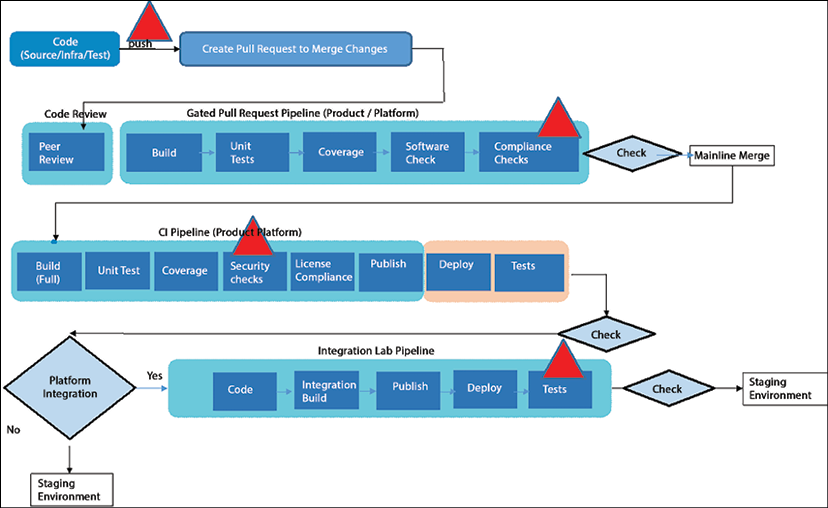 Code
(Source/Infra/Test)
push
Create Pull Request to Merge Changes
Code Review
Gated Pull Request Pipeline (Product / Platform)
Peer
Review
Build
Unit
Tests
Coverage
Software
Check
Compliance
Checks
Check
Mainline Merge
CI Pipeline (Product Platform)
Build
(Full)
Unit Test
Coverage
Security
checks
License
Compliance
Publish
Deploy
Tests
Check
Integration Lab Pipeline
Platform
Integration
Yes
No
Code
Integration
Build
Publish
Deploy
Tests
Check
Staging
Environment
Staging
Environment